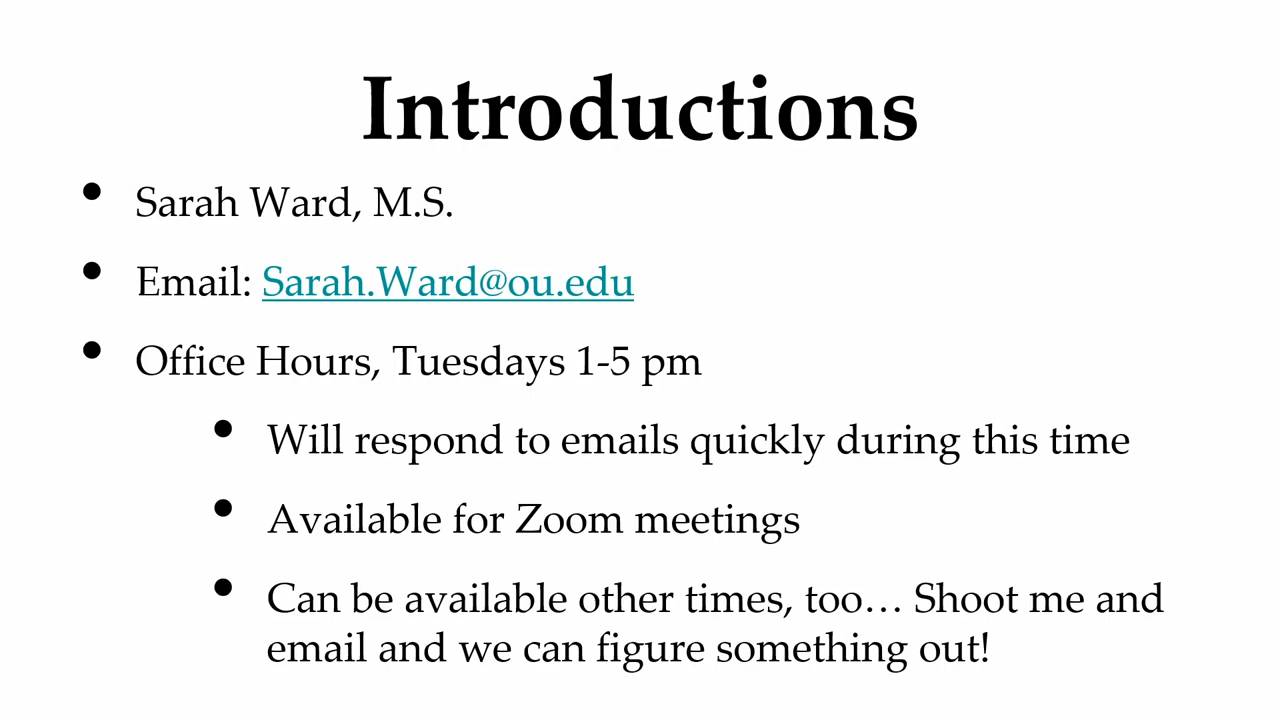 Introductions
• Sarah Ward, M.S.
• Email: Sarah.Ward@ou.edu
• Office Hours, Tuesdays 1-5 pm
• Will respond to emails quickly during this time
• Available for Zoom meetings
• Can be available other times, too… Shoot me and
email and we can figure something out!